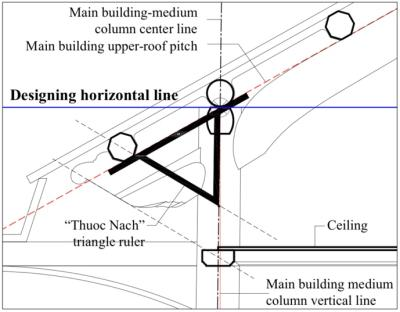 Main building-medium
column center line
Main building upper-roof pitch
Designing horizontal line
“Thuoc Nach”
triangle ruler
Ceiling
Main building medium
column vertical line